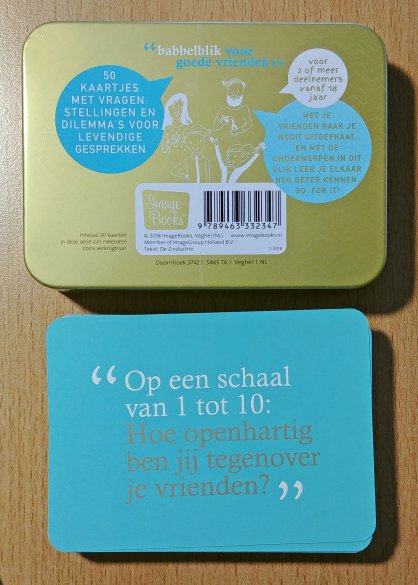 “babbelblik voor
goede vrienden”
50
KAARTJES
MET VRAGEN,
STELLINGEN EN
DILEMMA'S VOOR
LEVENDIGE
GESPREKKEN
voor
2 of meer
deelnemers
vanaf 18
jaar
MET JE
VRIENDEN RAAK JE
NOOIT UITGEPRAAT,
EN MET DE
ONDERWERPEN IN DIT
BLIK LEER JE ELKAAR
NOG BETER KENNEN.
GO FOR IT!
Image
Books
9 789463 332347 >
© 2018 ImageBooks, Veghel (NL) www.imagebooks.nl
Member of ImageGroup Holland B.V.
Tekst: De Zindustrie
2-2018
Inhoud: 50 kaarten
In deze serie zijn meerdere
titels verkrijgbaar.
Doornhoek 3742 | 5465 TA | Veghel | NL
“Op een schaal
van 1 tot 10:
Hoe openhartig
ben jij tegenover
je vrienden?”